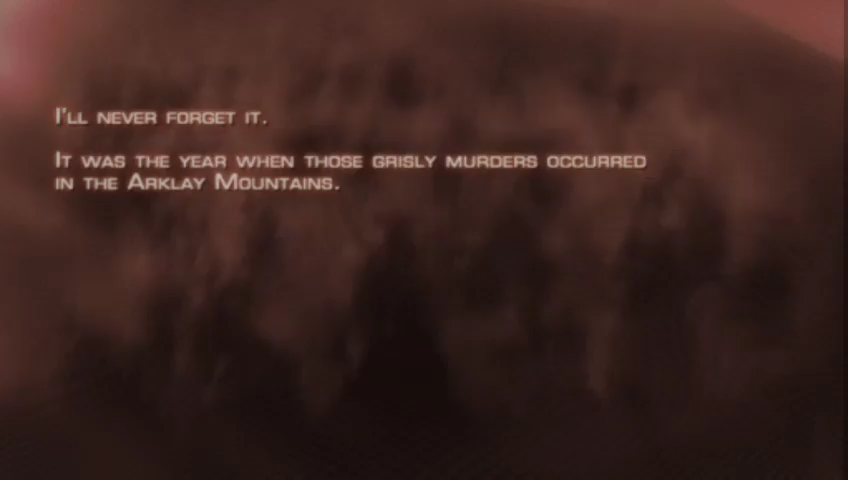 I'll never forget it.
It was the year when those grisly murders occurred
in the Arklay Mountains.